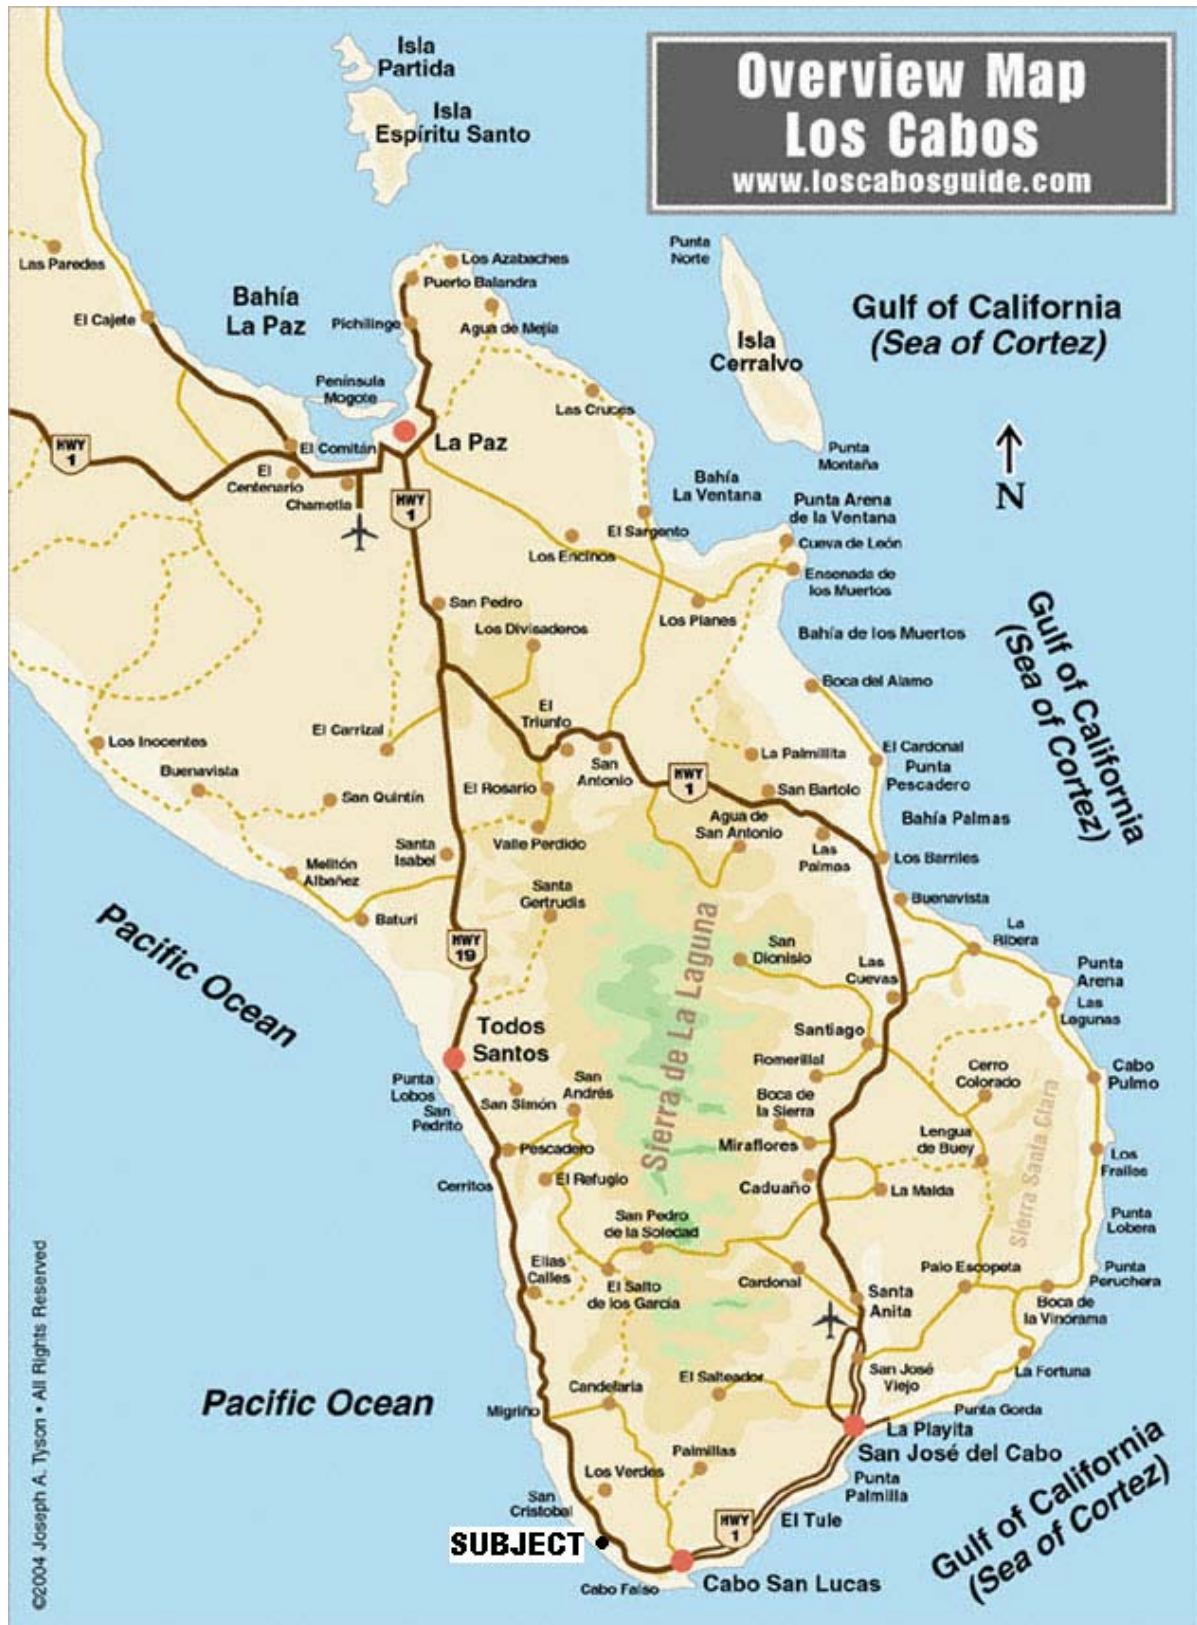 Isla
Partida
Isla
Espíritu Santo
Overview Map
Los Cabos
www.loscabosguide.com
Punta
Norte
Las Paredes
Los Azabaches
Puerto Balandra
Bahía
La Paz
El Cajete
Pichilinge
Agua de Mejia
Isla
Cerralvo
Gulf of California
(Sea of Cortez)
Península
Mogote
Las Cruces
HWY
1
El Comitán
La Paz
Punta
Montaña
El
Centenario
Chametla
HWY
1
Bahía
La Ventana
Punta Arena
de la Ventana
N
El Sargento
Cueva de León
Los Encinos
Ensenada de
los Muertos
San Pedro
Los Planes
Los Divisaderos
Bahía de los Muertos
Gulf of California
(Sea of Cortez)
Boca del Alamo
El
Triunfo
El Carrizal
Los Inocentes
San
Antonio
La Palmillita
El Cardonal
Punta
Pescadero
Buenavista
San Quintín
El Rosario
HWY
1
San Bartolo
Agua de
San Antonio
Bahía Palmas
Santa
Isabel
Valle Perdido
Las
Palmas
Los Barriles
Melitón
Albañez
Santa
Gertrudis
Buenavista
Baturi
La
Ribera
Pacific Ocean
HWY
19
Sierra de La Laguna
San
Dionisio
Las
Cuevas
Punta
Arena
Las
Lagunas
Todos
Santos
Santiago
Romerillal
Cerro
Colorado
Cabo
Pulmo
Punta
Lobos
San
Pedrito
San Simón
San
Andrés
Boca de
la Sierra
Miraflores
Lengua
de Buey
Sierra Santa Clara
Pescadero
Los
Frailes
Cerritos
El Refugio
Caduaño
La Malda
San Pedro
de la Soledad
Punta
Lobera
Elias
Calles
El Salto
de los García
Cardonal
Palo Escopeta
Punta
Peruchera
Santa
Anita
Boca de
la Vinorama
San José
Viejo
La Fortuna
Pacific Ocean
Candelaria
El Salteador
Migriño
Punta Gorda
La Playita
San José del Cabo
Palmillas
Los Verdes
Punta
Palmilla
San
Cristobal
HWY
1
El Tule
Gulf of California
(Sea of Cortez)
SUBJECT
Cabo Falso
Cabo San Lucas
©2004 Joseph A. Tyson • All Rights Reserved